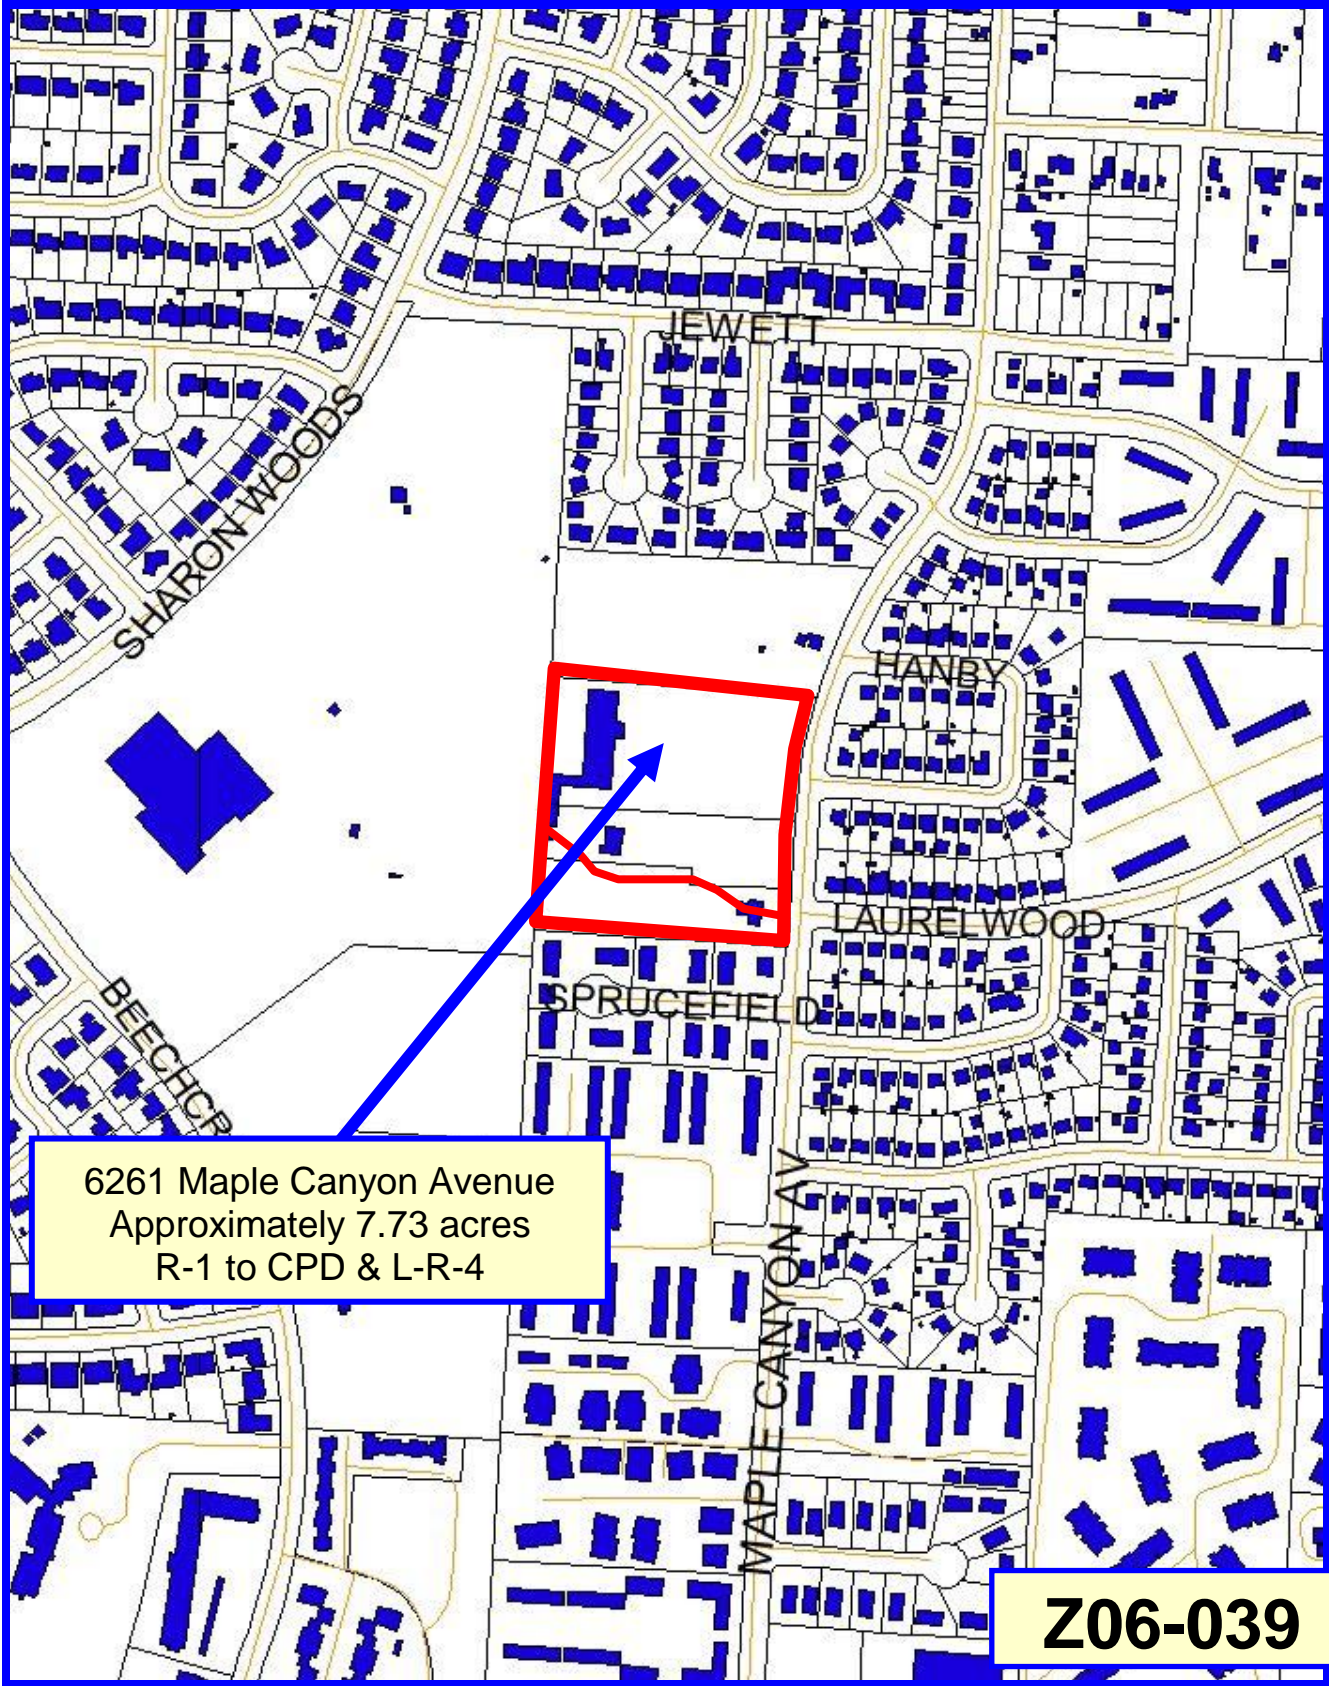 JEWETT
SHARON WOODS
HANBY
LAURELWOOD
SPRUCEFIELD
BEECHCR
6261 Maple Canyon Avenue
Approximately 7.73 acres
R-1 to CPD & L-R-4
MAPLE CANYON AV
Z06-039